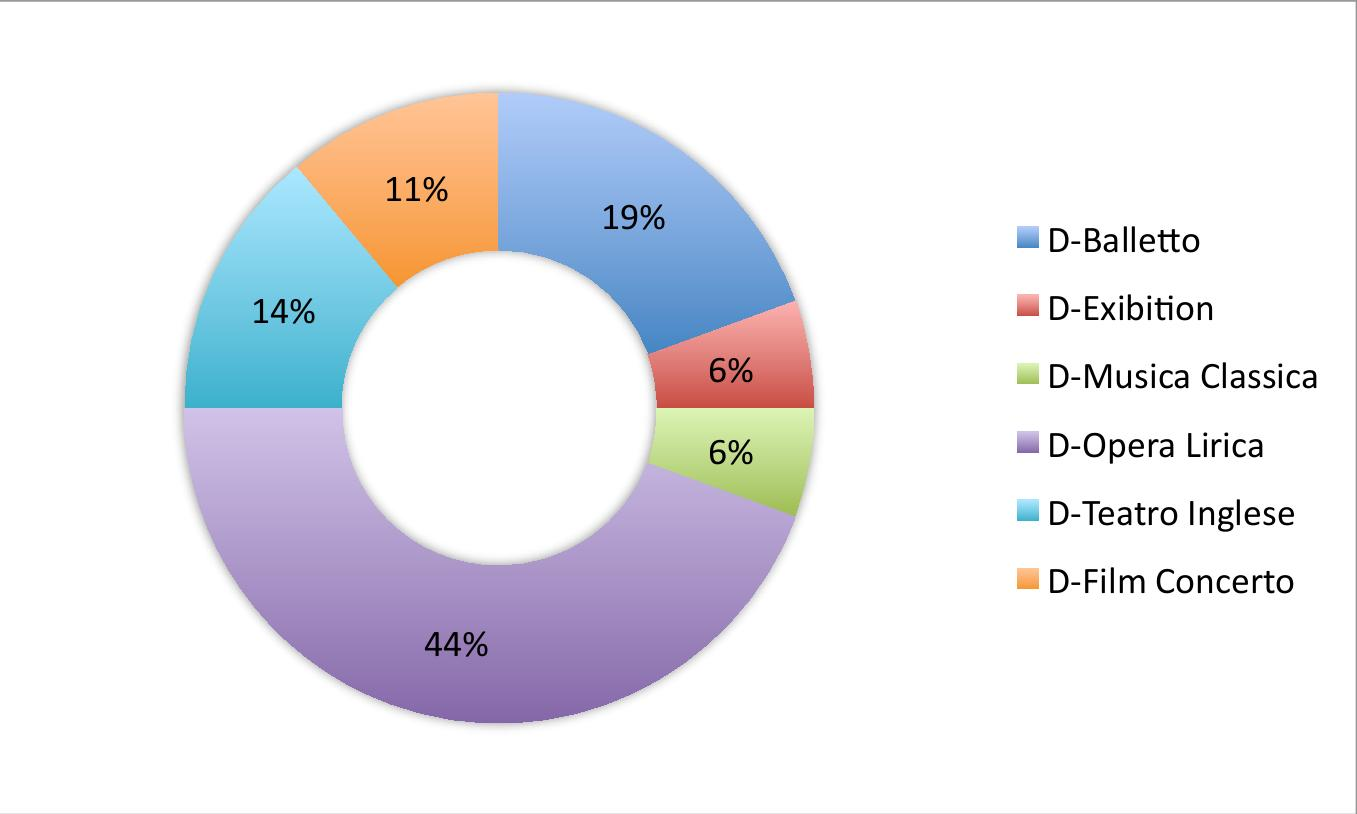 11%
19%
14%
6%
6%
44%
D-Balletto
D-Exibition
D-Musica Classica
D-Opera Lirica
D-Teatro Inglese
D-Film Concerto